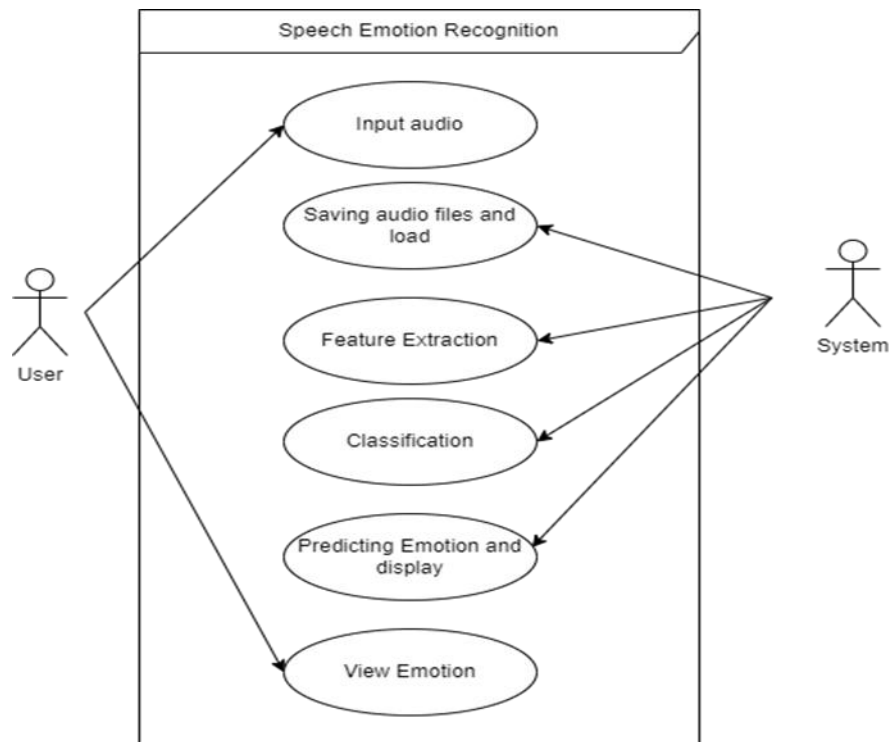 Speech Emotion Recognition
Input audio
Saving audio files and
load
Feature Extraction
User
System
Classification
Predicting Emotion and
display
View Emotion